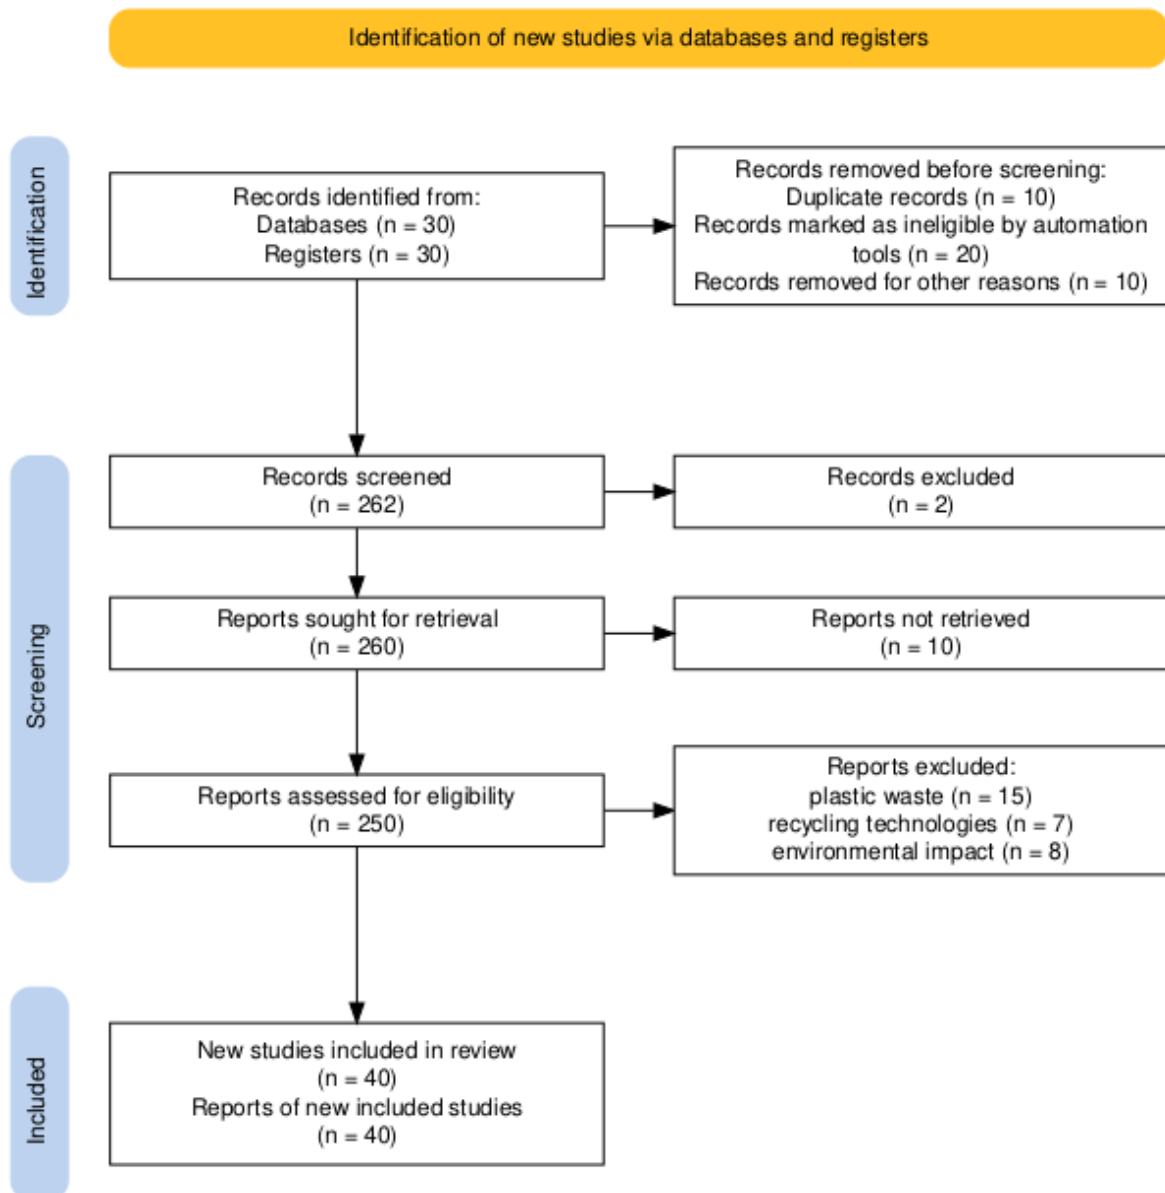 Identification of new studies via databases and registers
Identification
Records identified from:
Databases (n = 30)
Registers (n = 30)
Records removed before screening:
Duplicate records (n = 10)
Records marked as ineligible by automation
tools (n = 20)
Records removed for other reasons (n = 10)
Screening
Records screened
(n = 262)
Records excluded
(n = 2)
Reports sought for retrieval
(n = 260)
Reports not retrieved
(n = 10)
Reports assessed for eligibility
(n = 250)
Reports excluded:
plastic waste (n = 15)
recycling technologies (n = 7)
environmental impact (n = 8)
Included
New studies included in review
(n = 40)
Reports of new included studies
(n = 40)